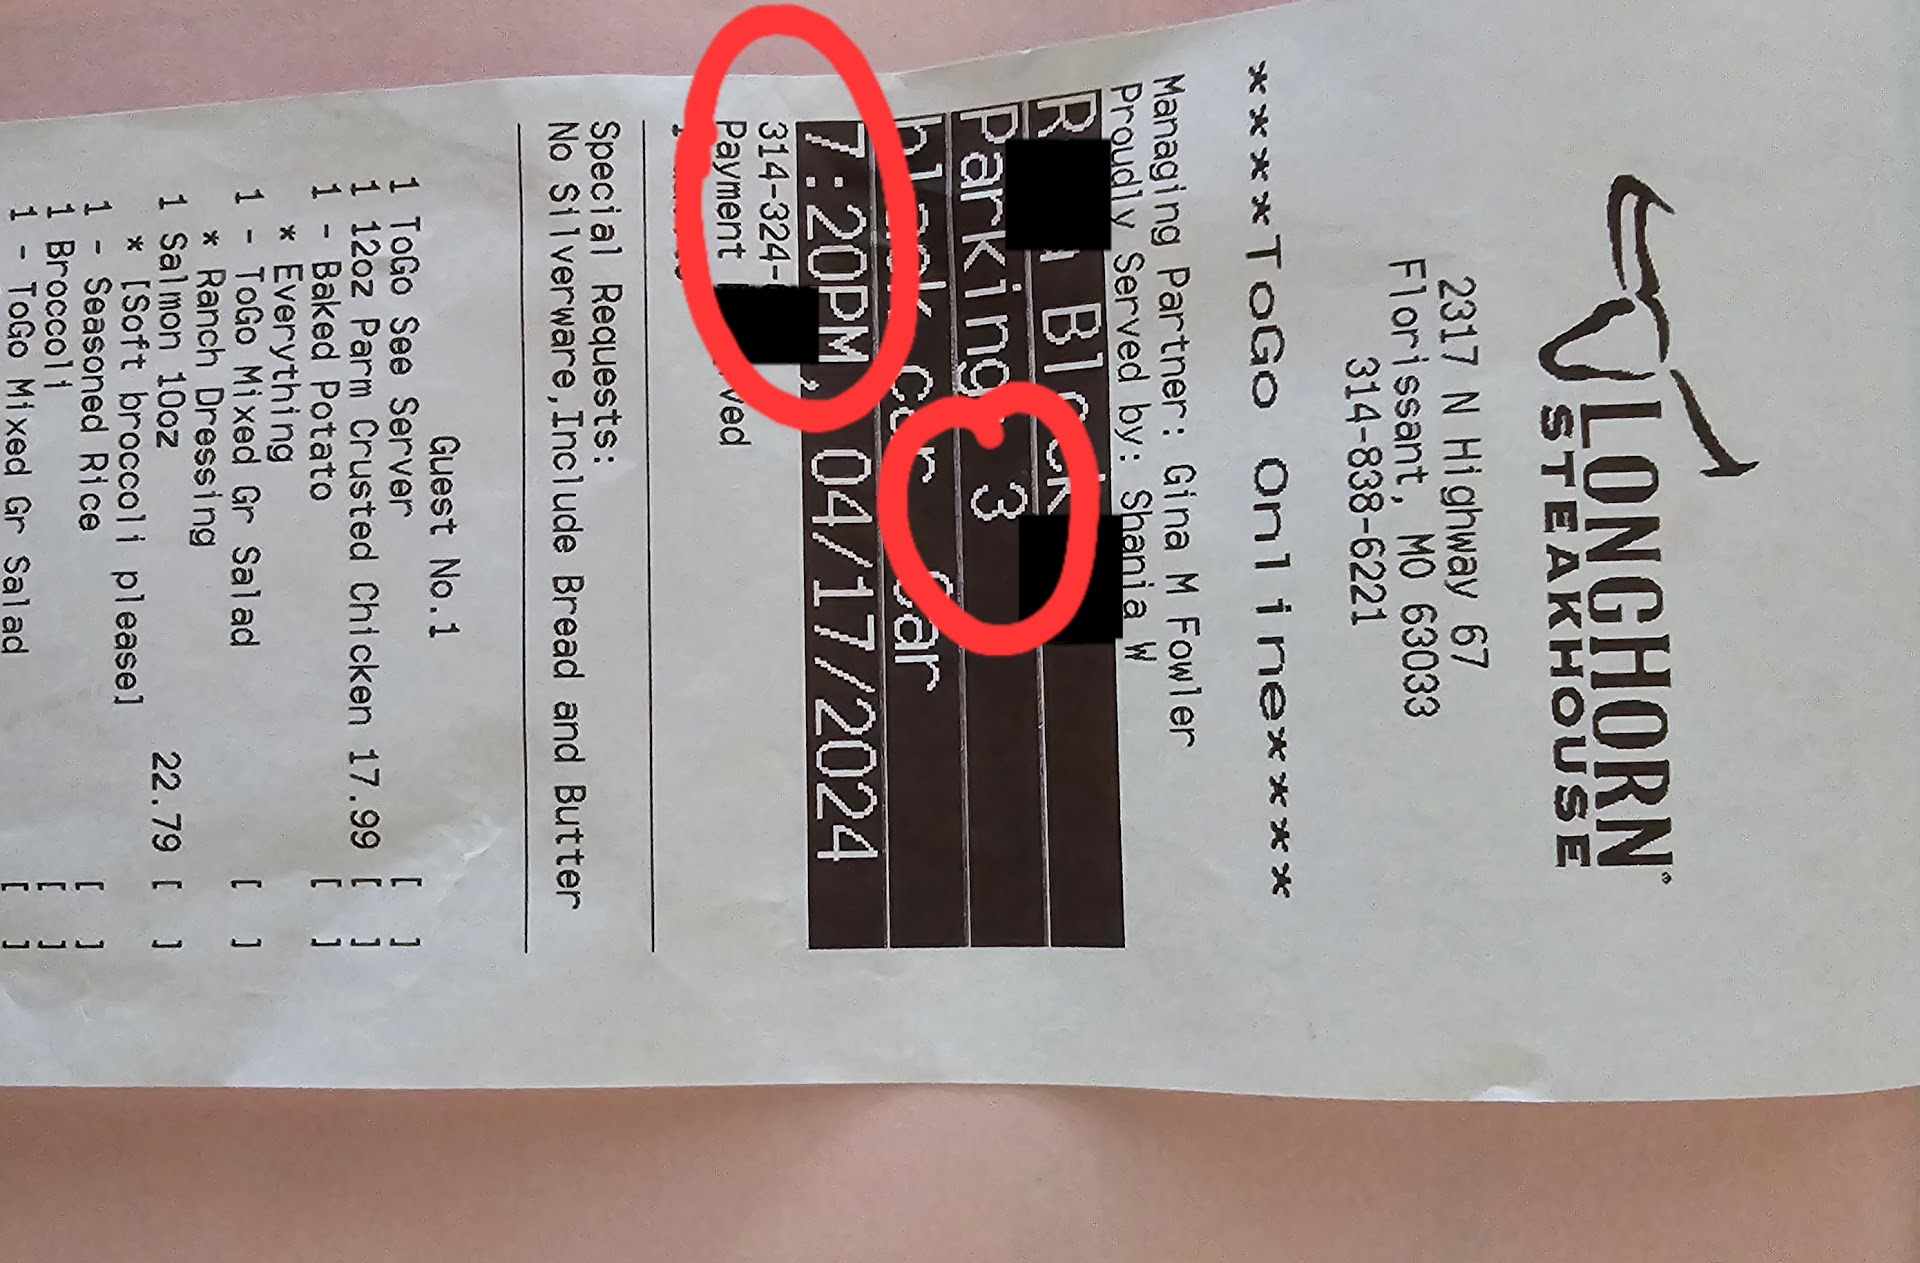 LONGHORN®
STEAKHOUSE
2317 N Highway 67
Florissant, MO 63033
314-838-6221
****ToGo Online****
Managing Partner: Gina M Fowler
Proudly Served by: Shania W
Parking 3
black car Car
7:20PM, 04/17/2024
314-324-
Payment
Special Requests:
No Silverware,Include Bread and Butter
Guest No.1
1 ToGo See Server [ ]
1 12oz Parm Crusted Chicken 17.99 [ ]
1 - Baked Potato [ ]
* Everything
1 - ToGo Mixed Gr Salad [ ]
* Ranch Dressing
1 Salmon 10oz 22.79 [ ]
* [Soft broccoli please]
1 - Seasoned Rice [ ]
1 Broccoli [ ]
1 - ToGo Mixed Gr Salad [ ]